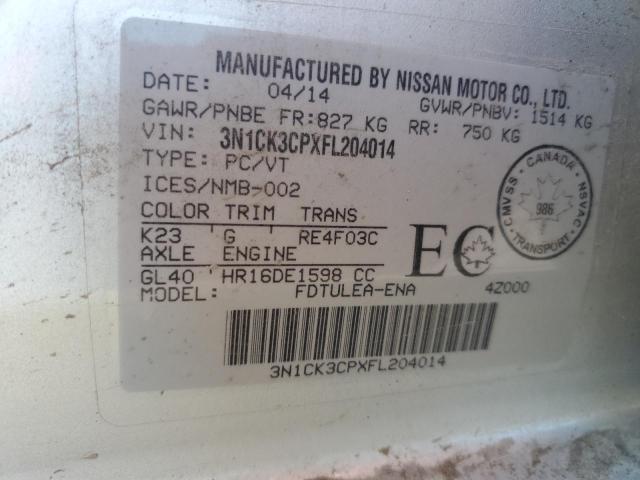 MANUFACTURED BY NISSAN MOTOR CO., LTD.
DATE: 04/14 GVWR/PNBV: 1514 KG
GAWR/PNBE FR: 827 KG RR: 750 KG
VIN: 3N1CK3CPXFL204014
TYPE: PC/VT
ICES/NMB-002
COLOR TRIM TRANS
K23 G RE4F03C
AXLE ENGINE
GL40 HR16DE1598 CC
MODEL: FDTULEA-ENA 4Z000
EC
CANADA
CMVSS NSVAC
986
TRANSPORT
3N1CK3CPXFL204014